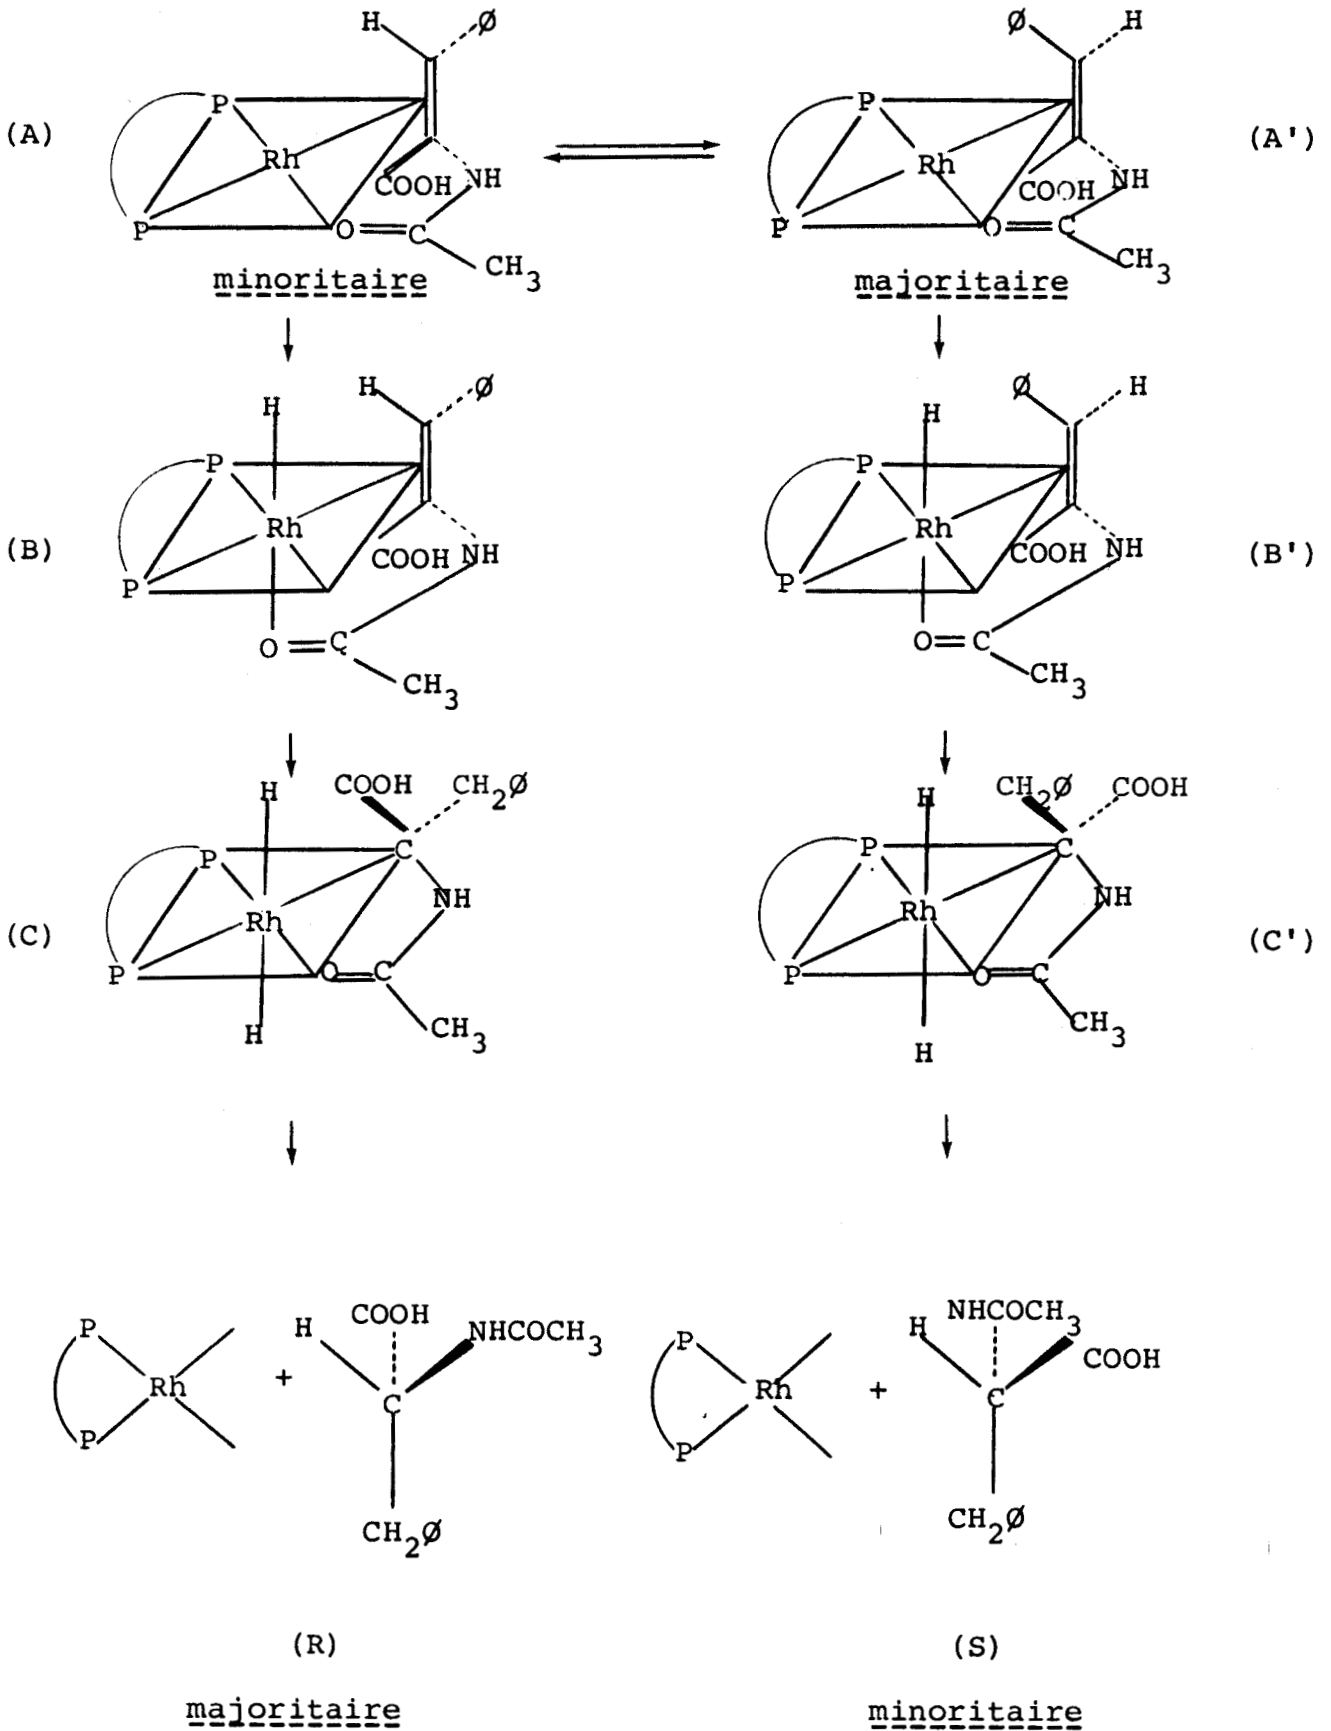 H Ø Ø H
(A) P Rh COOH NH P Rh COOH NH (A')
P O=C CH3 P O=C CH3
minoritaire majoritaire
H H Ø Ø H H
(B) P Rh COOH NH P Rh COOH NH (B')
P P
O=C CH3 O=C CH3
H COOH CH2Ø H CH2Ø COOH
P C P C
(C) Rh NH Rh NH (C')
P O=C P O=C
H CH3 H CH3
P H COOH NHCOCH3 P H NHCOCH3 COOH
Rh + C Rh + C
P P
CH2Ø CH2Ø
(R) (S)
majoritaire minoritaire